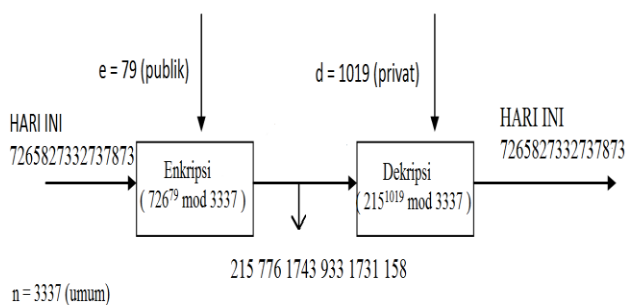 e = 79 (publik)
d = 1019 (privat)
HARI INI
7265827332737873
Enkripsi
( 726⁷⁹ mod 3337 )
Dekripsi
( 215¹⁰¹⁹ mod 3337 )
HARI INI
7265827332737873
215 776 1743 933 1731 158
n = 3337 (umum)